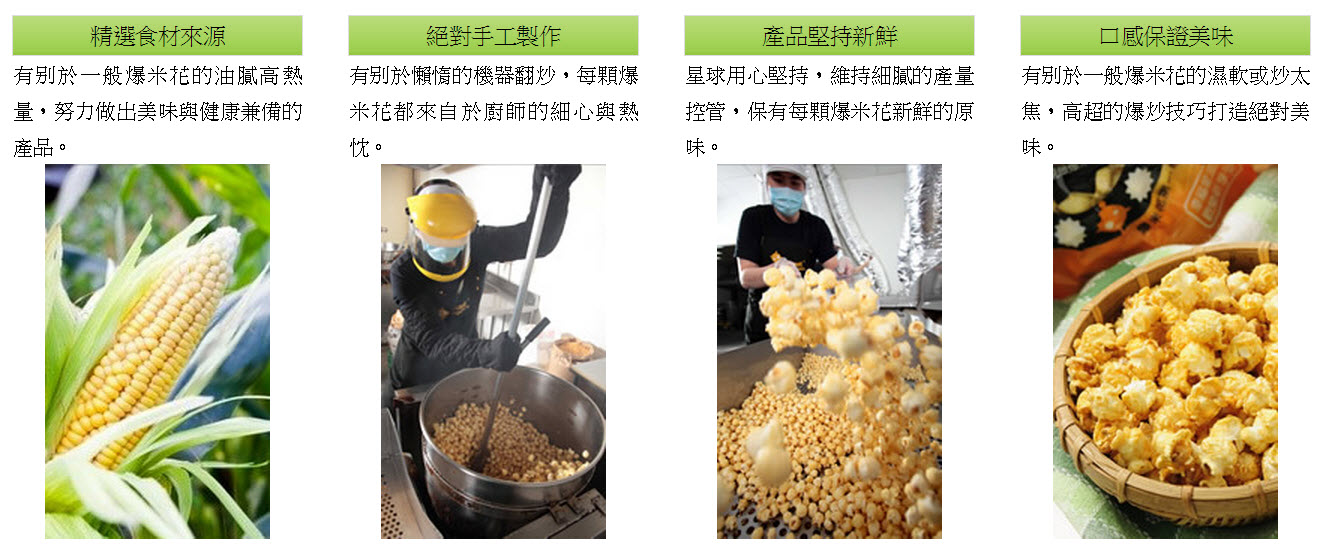 精選食材來源
有別於一般爆米花的油膩高熱
量，努力做出美味與健康兼備的
產品。
絕對手工製作
有別於懶惰的機器翻炒，每顆爆
米花都來自於廚師的細心與熱
忱。
產品堅持新鮮
星球用心堅持，維持細膩的產量
控管，保有每顆爆米花新鮮的原
味。
口感保證美味
有別於一般爆米花的濕軟或炒太
焦，高超的爆炒技巧打造絕對美
味。